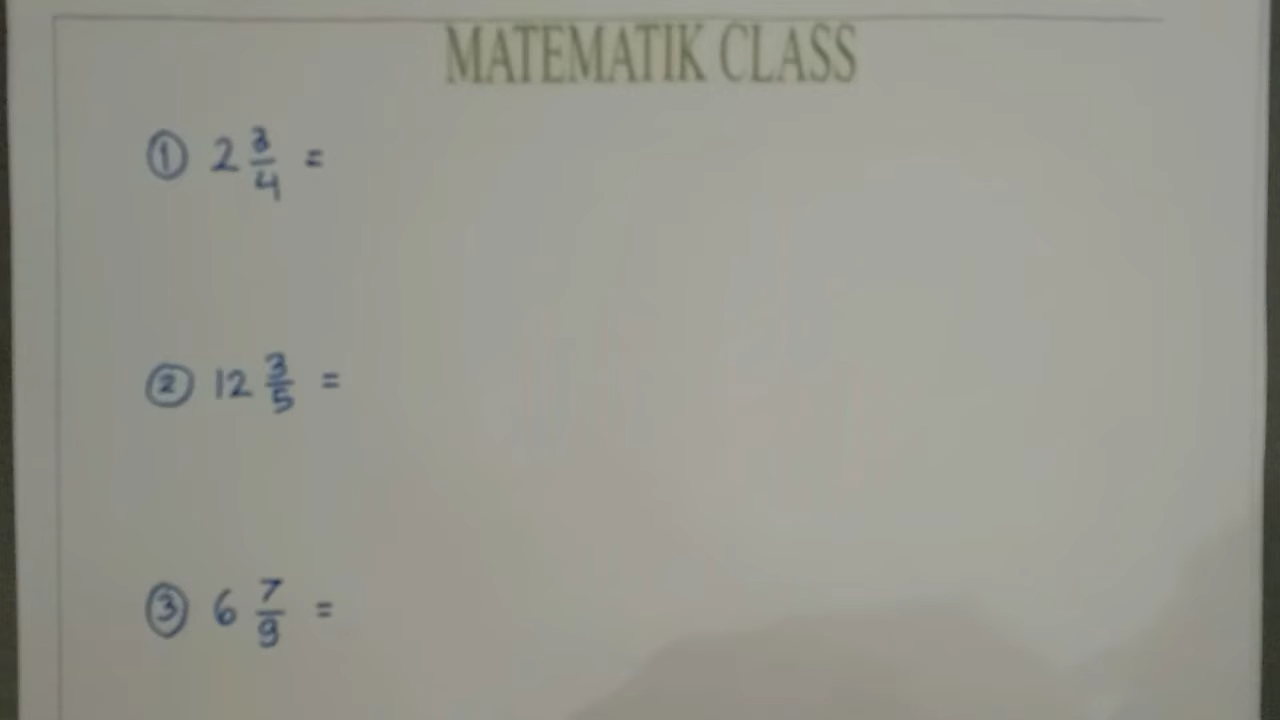 MATEMATIK CLASS
① 2 3/4 =
② 12 3/5 =
③ 6 7/9 =